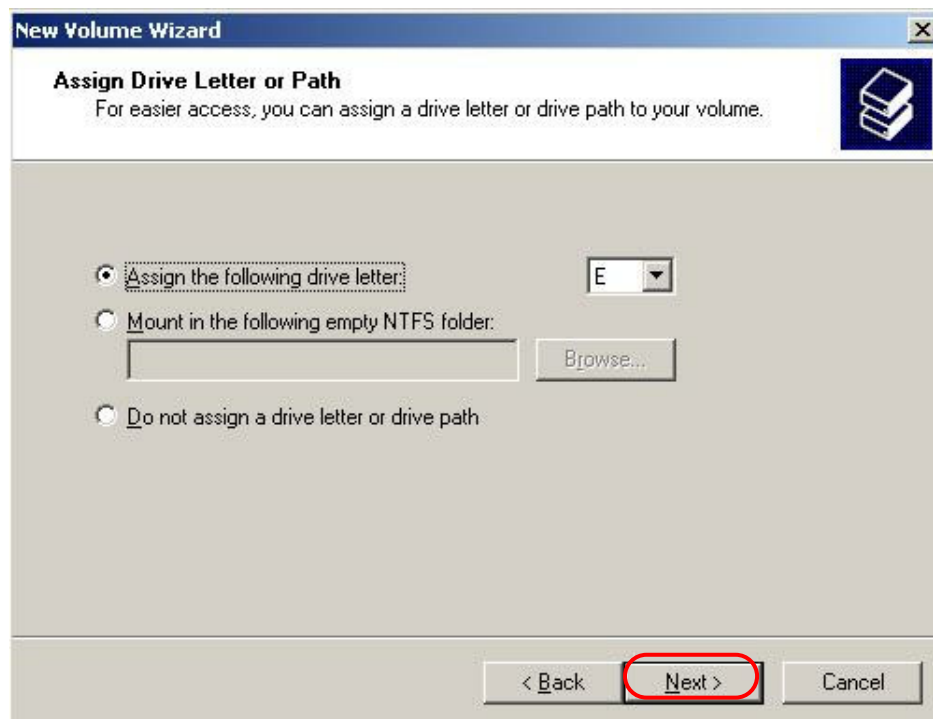 New Volume Wizard
Assign Drive Letter or Path
For easier access, you can assign a drive letter or drive path to your volume.
Assign the following drive letter: E
Mount in the following empty NTFS folder:
Browse...
Do not assign a drive letter or drive path
< Back Next > Cancel